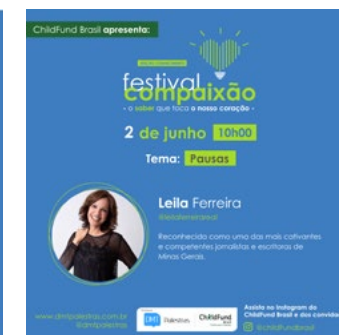 ChildFund Brasil apresenta:
festival
compaixão
- o saber que toca o nosso coração -
2 de junho 10h00
Tema: Pausas
Leila Ferreira
Reconhecida como uma das mais cativantes
e competentes jornalistas e escritoras de
Minas Gerais.
www.dmtpalestras.com.br
@dmtpalestras
DMT Palestras
ChildFund
Assista no Instagram do
ChildFund Brasil e dos convidados
@childfundbrasil